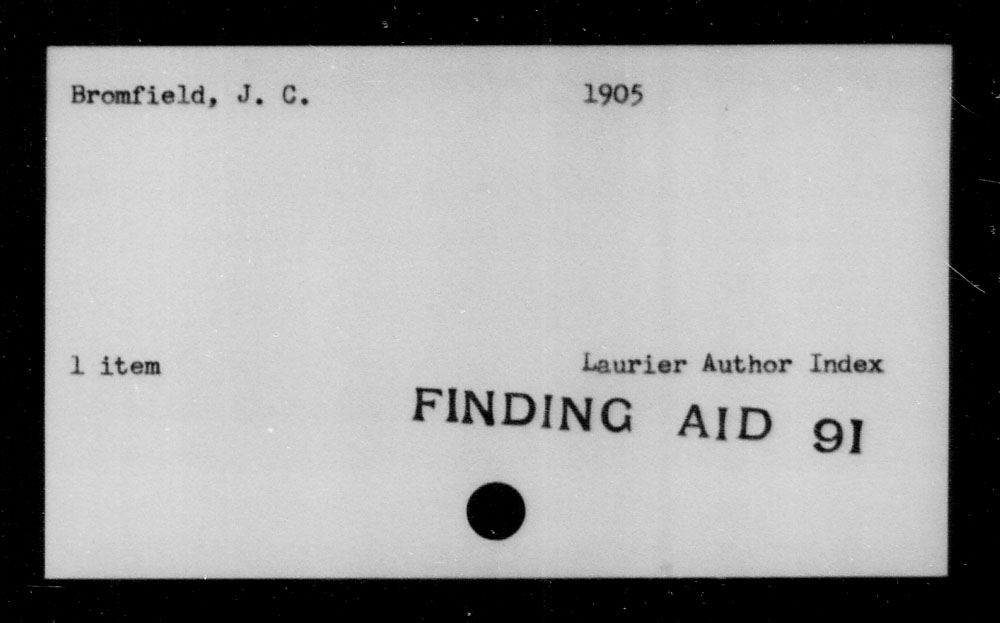 Bromfield, J. C. 1905
1 item Laurier Author Index
FINDING AID 91